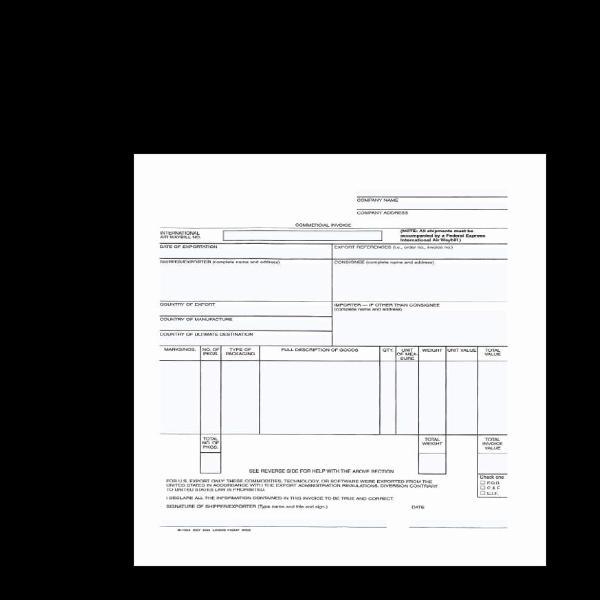 COMPANY NAME
COMPANY ADDRESS
COMMERCIAL INVOICE
INTERNATIONAL
AIR WAYBILL NO.
(NOTE: All shipments must be
accompanied by a Federal Express
International Air Waybill.)
DATE OF EXPORTATION
EXPORT REFERENCES (i.e., order no., invoice no.)
SHIPPER/EXPORTER (complete name and address)
CONSIGNEE (complete name and address)
COUNTRY OF EXPORT
IMPORTER — IF OTHER THAN CONSIGNEE
(complete name and address)
COUNTRY OF MANUFACTURE
COUNTRY OF ULTIMATE DESTINATION
MARKS/NOS. NO. OF PKGS. TYPE OF PACKAGING FULL DESCRIPTION OF GOODS QTY. UNIT OF MEA- SURE WEIGHT UNIT VALUE TOTAL VALUE
TOTAL NO. OF PKGS. TOTAL WEIGHT TOTAL INVOICE VALUE
SEE REVERSE SIDE FOR HELP WITH THE ABOVE SECTION
Check one
F.O.B.
C & F
C.I.F.
FOR U.S. EXPORT ONLY: THESE COMMODITIES, TECHNOLOGY, OR SOFTWARE WERE EXPORTED FROM THE
UNITED STATES IN ACCORDANCE WITH THE EXPORT ADMINISTRATION REGULATIONS. DIVERSION CONTRARY
TO UNITED STATES LAW IS PROHIBITED.
I DECLARE ALL THE INFORMATION CONTAINED IN THIS INVOICE TO BE TRUE AND CORRECT.
SIGNATURE OF SHIPPER/EXPORTER (Type name and title and sign.)
DATE